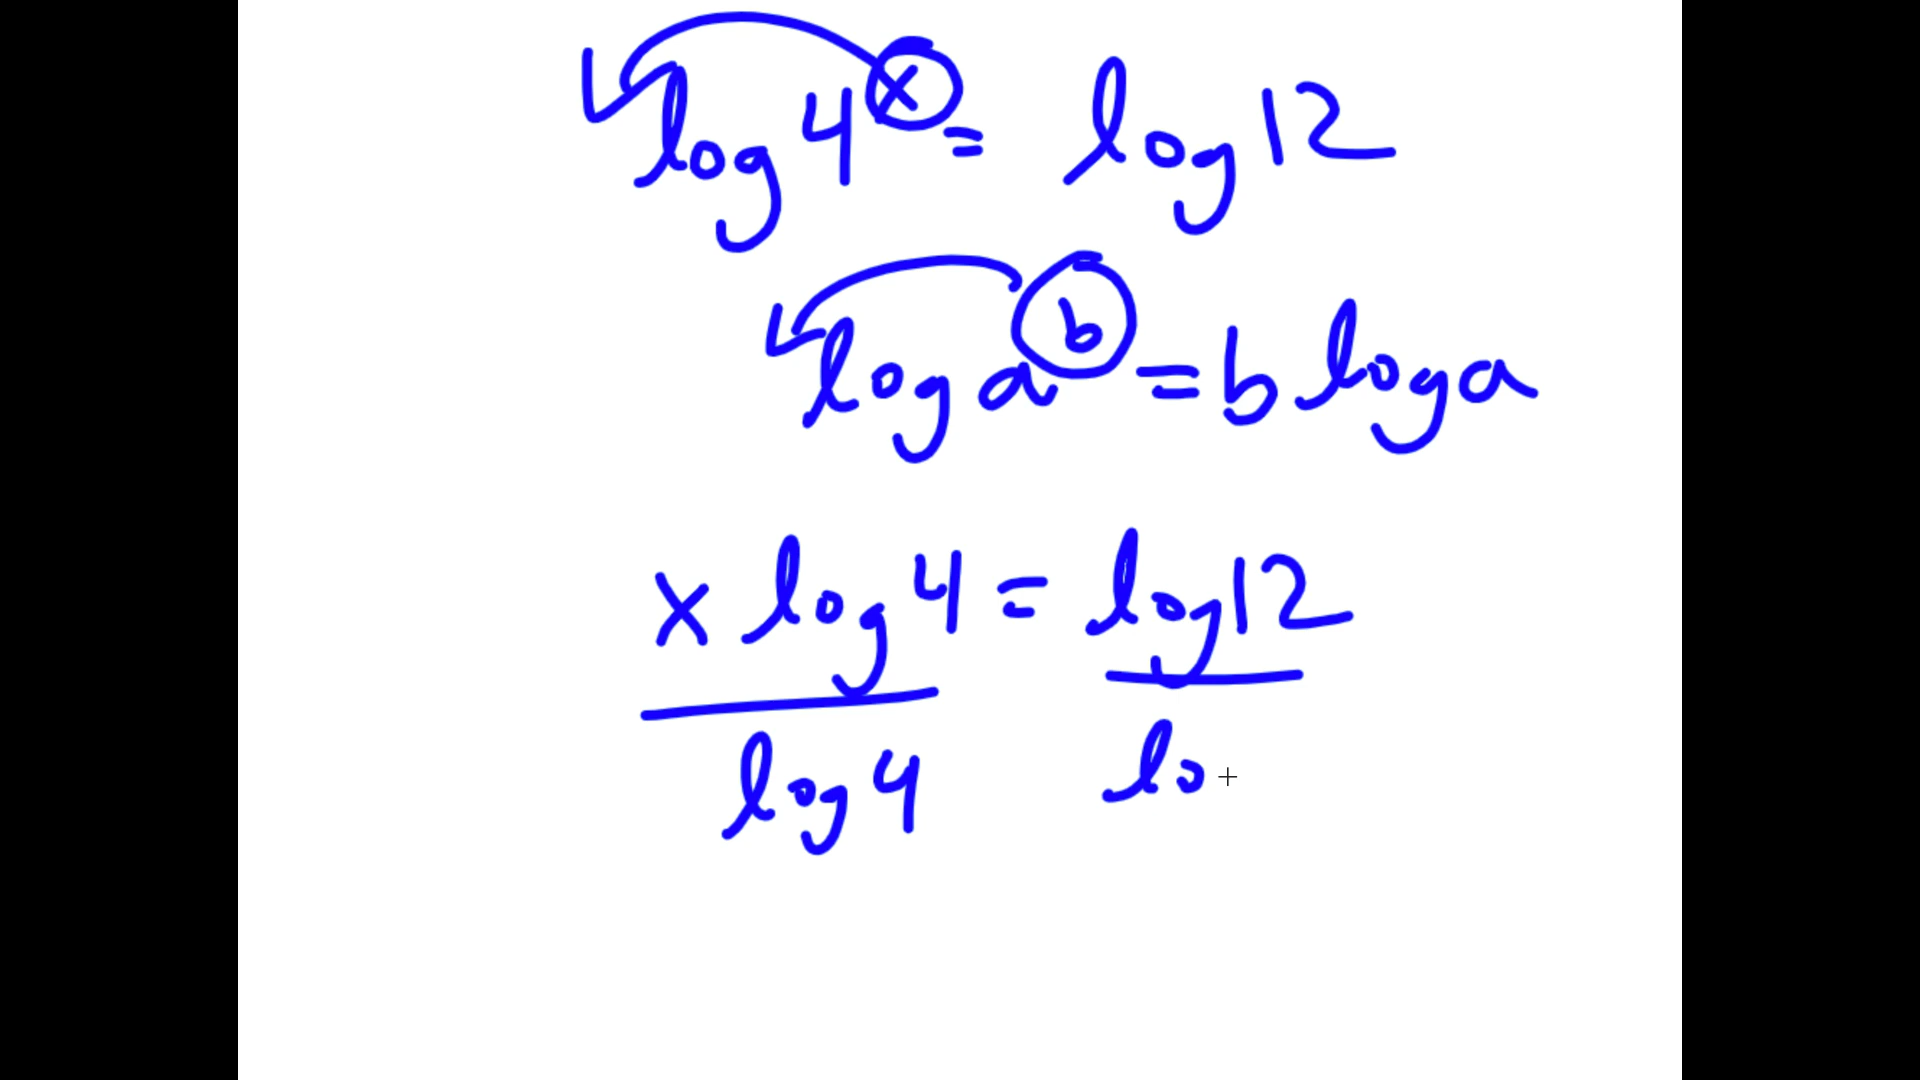 log 4^x = log 12
log a^b = b log a
x log 4 = log 12
log 4 lo